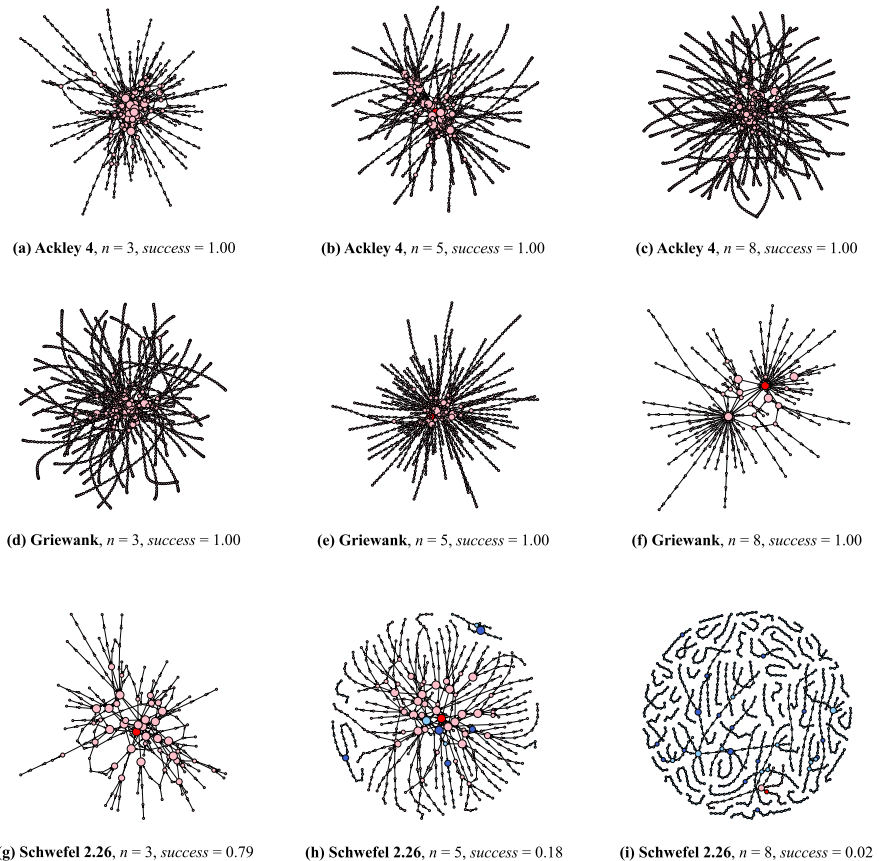 (a) Ackley 4, n = 3, success = 1.00
(b) Ackley 4, n = 5, success = 1.00
(c) Ackley 4, n = 8, success = 1.00
(d) Griewank, n = 3, success = 1.00
(e) Griewank, n = 5, success = 1.00
(f) Griewank, n = 8, success = 1.00
(g) Schwefel 2.26, n = 3, success = 0.79
(h) Schwefel 2.26, n = 5, success = 0.18
(i) Schwefel 2.26, n = 8, success = 0.02